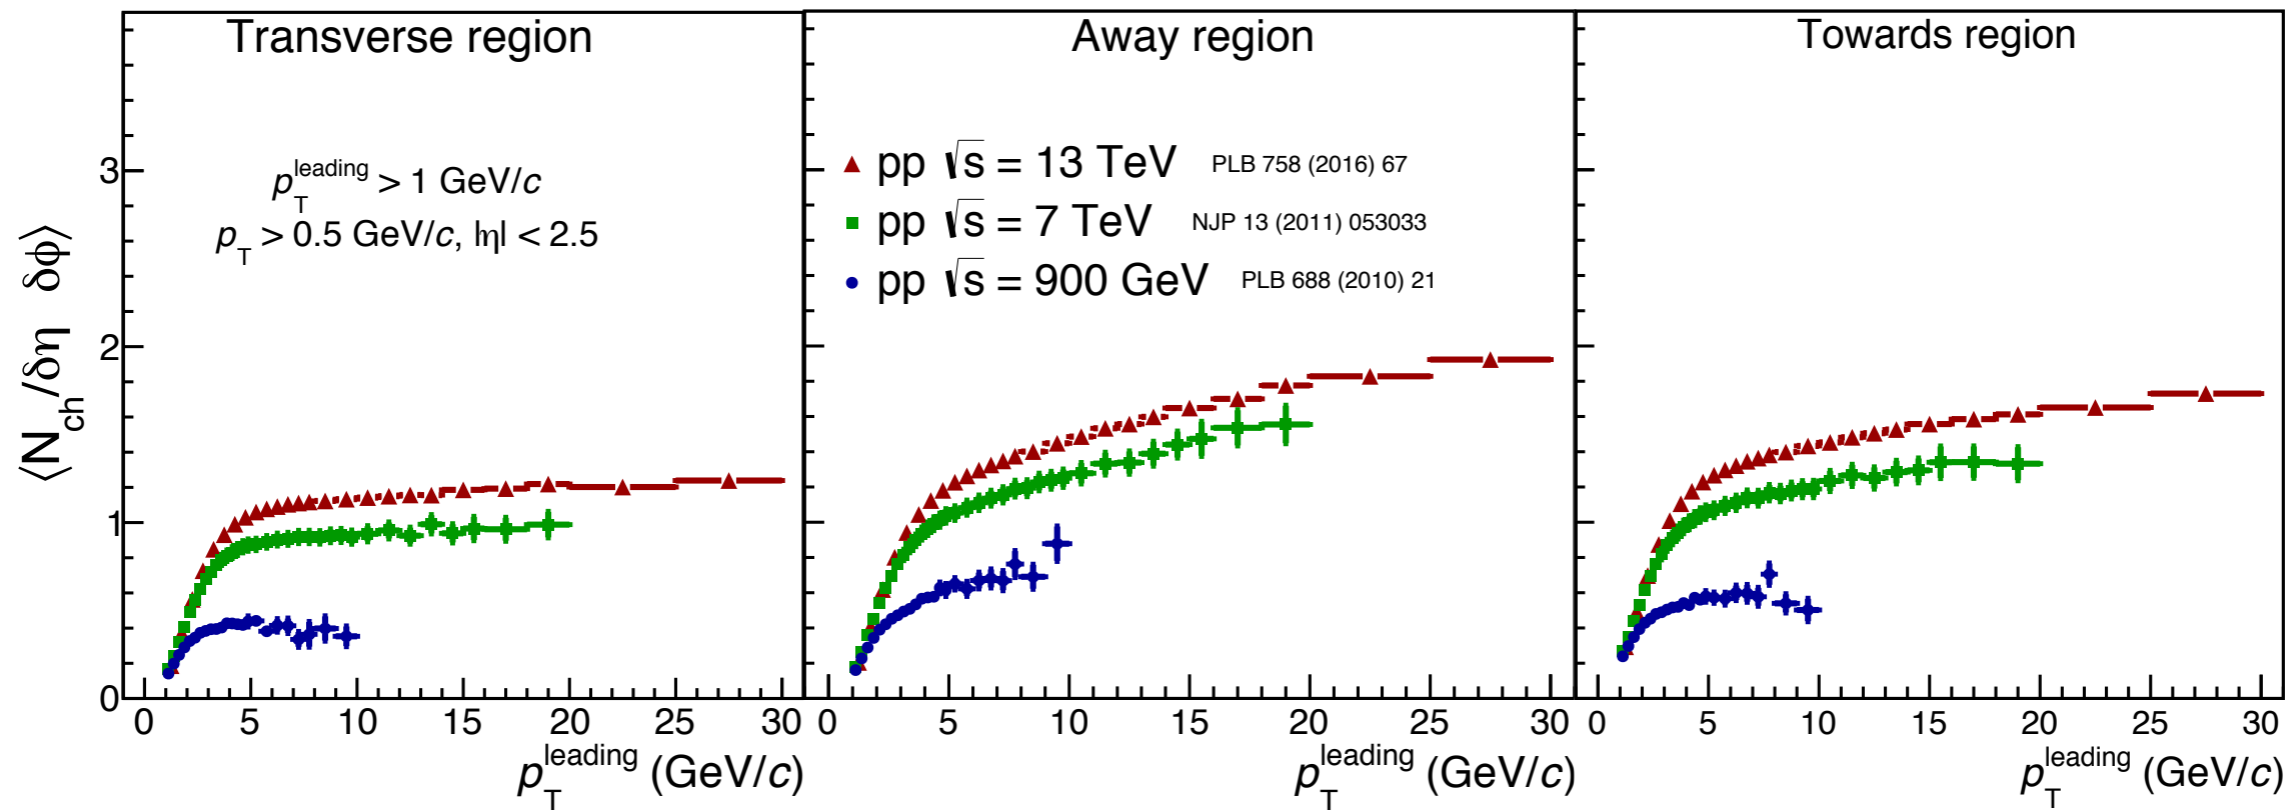 Transverse region
Away region
Towards region
p_T^leading > 1 GeV/c
p_T > 0.5 GeV/c, |η| < 2.5
pp √s = 13 TeV PLB 758 (2016) 67
pp √s = 7 TeV NJP 13 (2011) 053033
pp √s = 900 GeV PLB 688 (2010) 21
⟨N_ch/δη δφ⟩
3
2
1
0
0 5 10 15 20 25 30
0 5 10 15 20 25 30
0 5 10 15 20 25 30
p_T^leading (GeV/c)
p_T^leading (GeV/c)
p_T^leading (GeV/c)